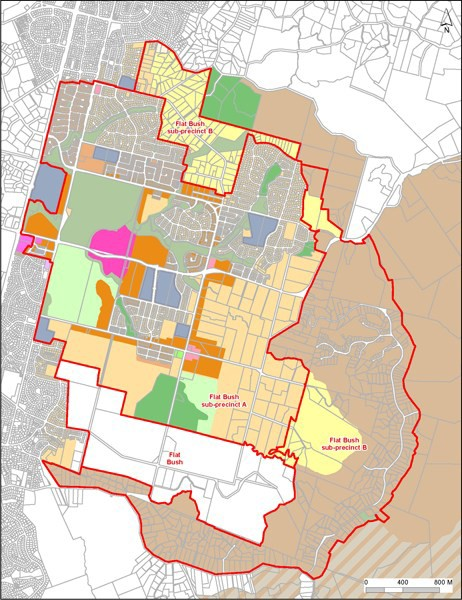 N
Flat Bush
sub-precinct B
Flat Bush
sub-precinct A
Flat Bush
sub-precinct B
Flat
Bush
0 400 800 M